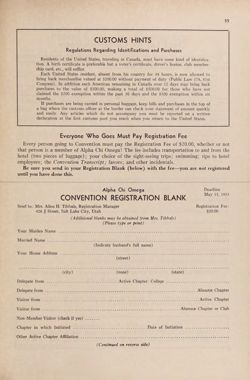 55
CUSTOMS HINTS
Regulations Regarding Identifications and Purchases
Residents of the United States, traveling in Canada, must have some kind of identification. A birth certificate is preferable but a voter's certificate, driver's license, club membership card, etc., will suffice.
Each United States resident, absent from his country for 48 hours, is now allowed to bring back merchandise valued at $200.00 without payment of duty
In addition each American remaining in Canada over 12 days may bring back purchases to the value of $300.00, making a total of $500.00 for those who have not claimed the $200 exemption within the past 30 days and the $300 exemption within six months.
If purchases are being carried in personal baggage, keep bills and purchases in the top of a bag where the customs officer at the border can check your statement of amount quickly and easily. Any articles which do not accompany you must be reported on a written declaration at the first customs post you reach when you return to the United States.
Everyone Who Goes Must Pay Registration Fee
Every person going to Convention must pay the Registration Fee of $20.00, whether or not
that person is a member of Alpha Chi Omega! The fee includes transportation to and from the
hotel (two pieces of baggage); your choice of the sight-seeing trips; swimming; tips to hotel
employees; the Convention Transcript; favors; and other incidentals.
Be sure you send in your Registration Blank (below) with the fee—you are not registered
until you have done this.
Alpha Chi Omega
Deadline
CONVENTION REGISTRATION BLANK
May 15, 1955
Send to: Mrs. Allen H. Tibbals, Registration Manager
Registration Fee:
Street, Salt Lake City, Utah
$20.00
(Additional blanks may be obtained from Mrs. Tibbals)
(Please type or print)
Your Maiden Name
Married Name
(Indicate husband's full name)
Your Home Address
(street)
(city) (zone) (state)
Delegate from Active Chapter: College
Delegate from Alumnae Chapter
Visitor from Active Chapter
Visitor from Alumnae Chapter or Club
Non-Member Visitor (check if yes)
Chapter in which Initiated Date of Initiation
Other Active Chapter Affiliation
(Continued on reverse side)